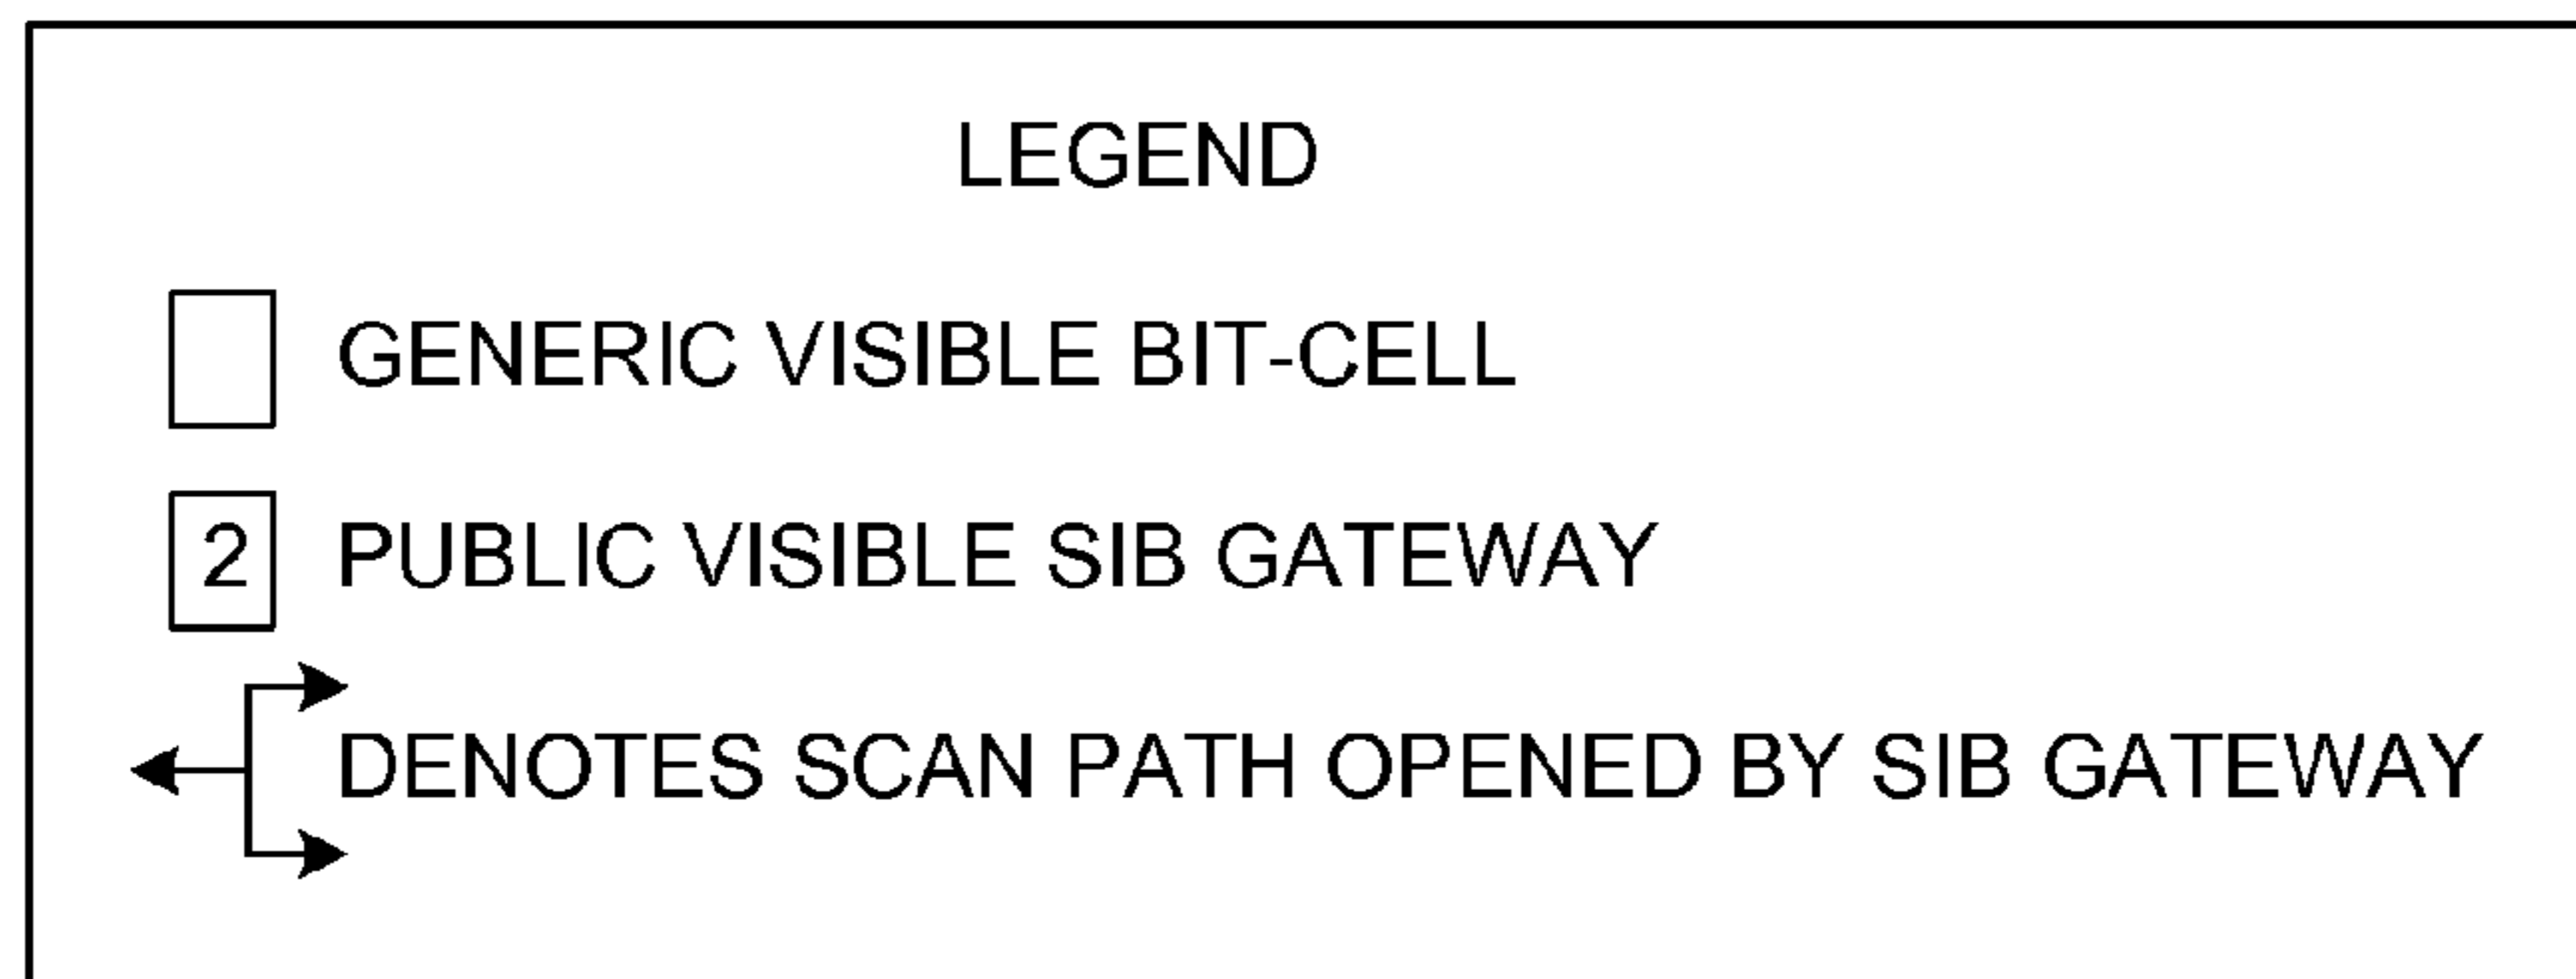 LEGEND
GENERIC VISIBLE BIT-CELL
2 PUBLIC VISIBLE SIB GATEWAY
DENOTES SCAN PATH OPENED BY SIB GATEWAY